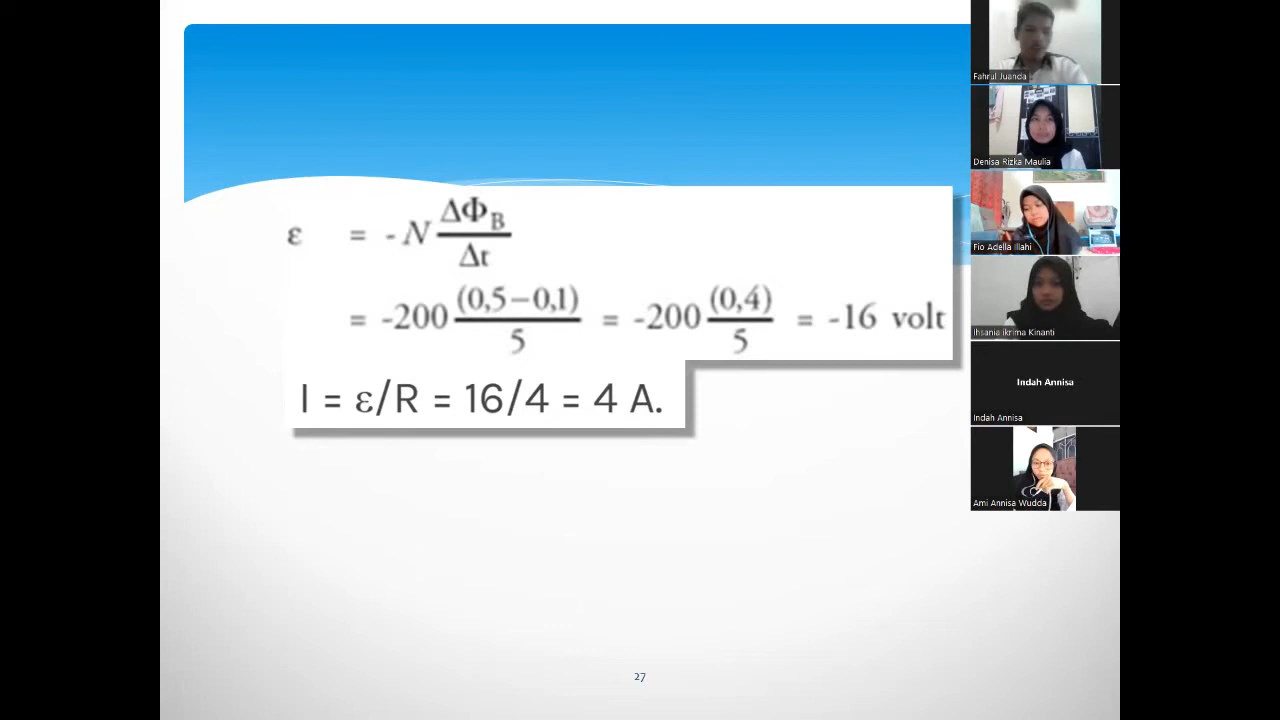 ε = -N ΔΦB/Δt
= -200 (0,5−0,1)/5 = -200 (0,4)/5 = -16 volt
I = ε/R = 16/4 = 4 A.
27
Fahrul Juanda
Denisa Rizka Maulia
Fio Adella Illahi
Ihsania ikrima Kinanti
Indah Annisa
Indah Annisa
Ami Annisa Wudda